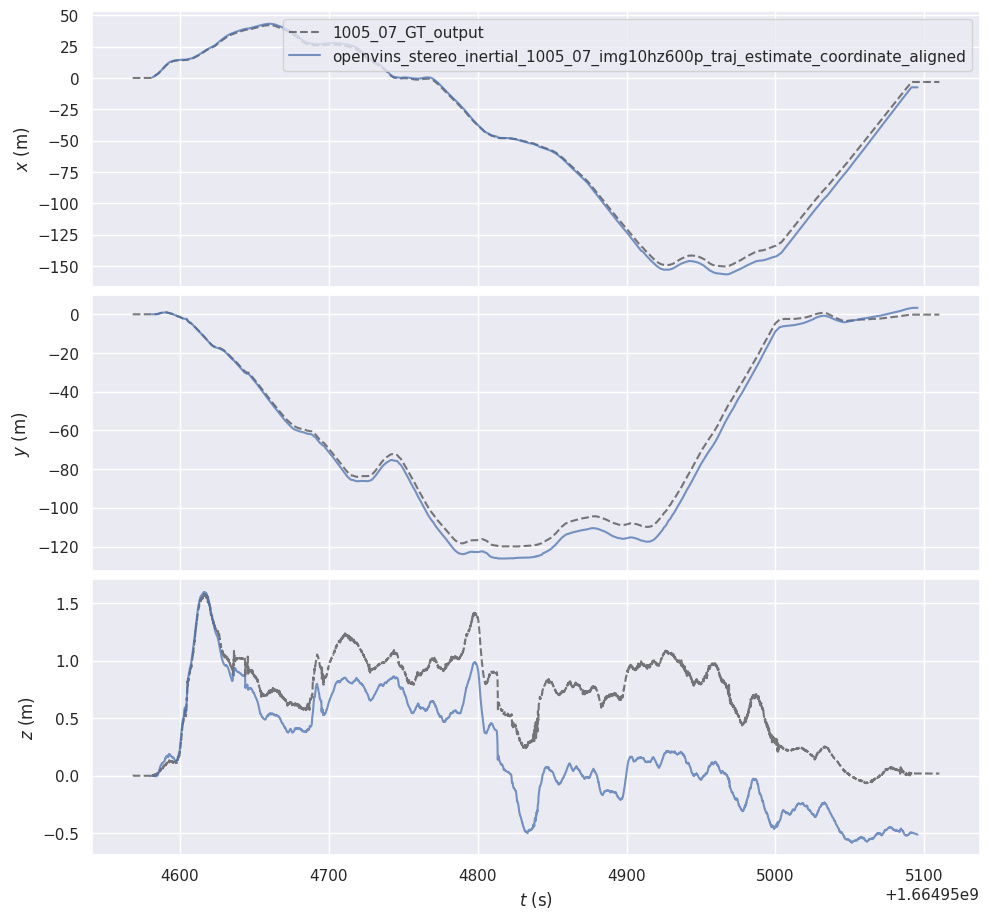 50
25
0
−25
−50
−75
−100
−125
−150
x (m)
1005_07_GT_output
openvins_stereo_inertial_1005_07_img10hz600p_traj_estimate_coordinate_aligned
0
−20
−40
−60
−80
−100
−120
y (m)
1.5
1.0
0.5
0.0
−0.5
z (m)
4600 4700 4800 4900 5000 5100
t (s)
+1.66495e9